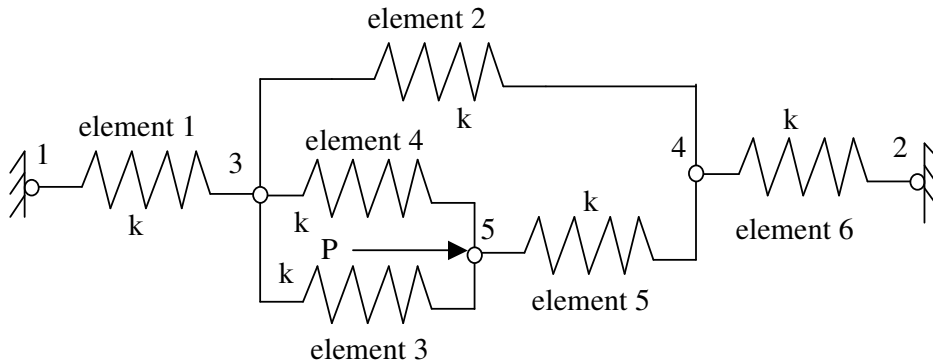 element 2
k
element 1
1
3
k
element 4
k
4
k
2
element 6
P
5
k
element 5
k
element 3